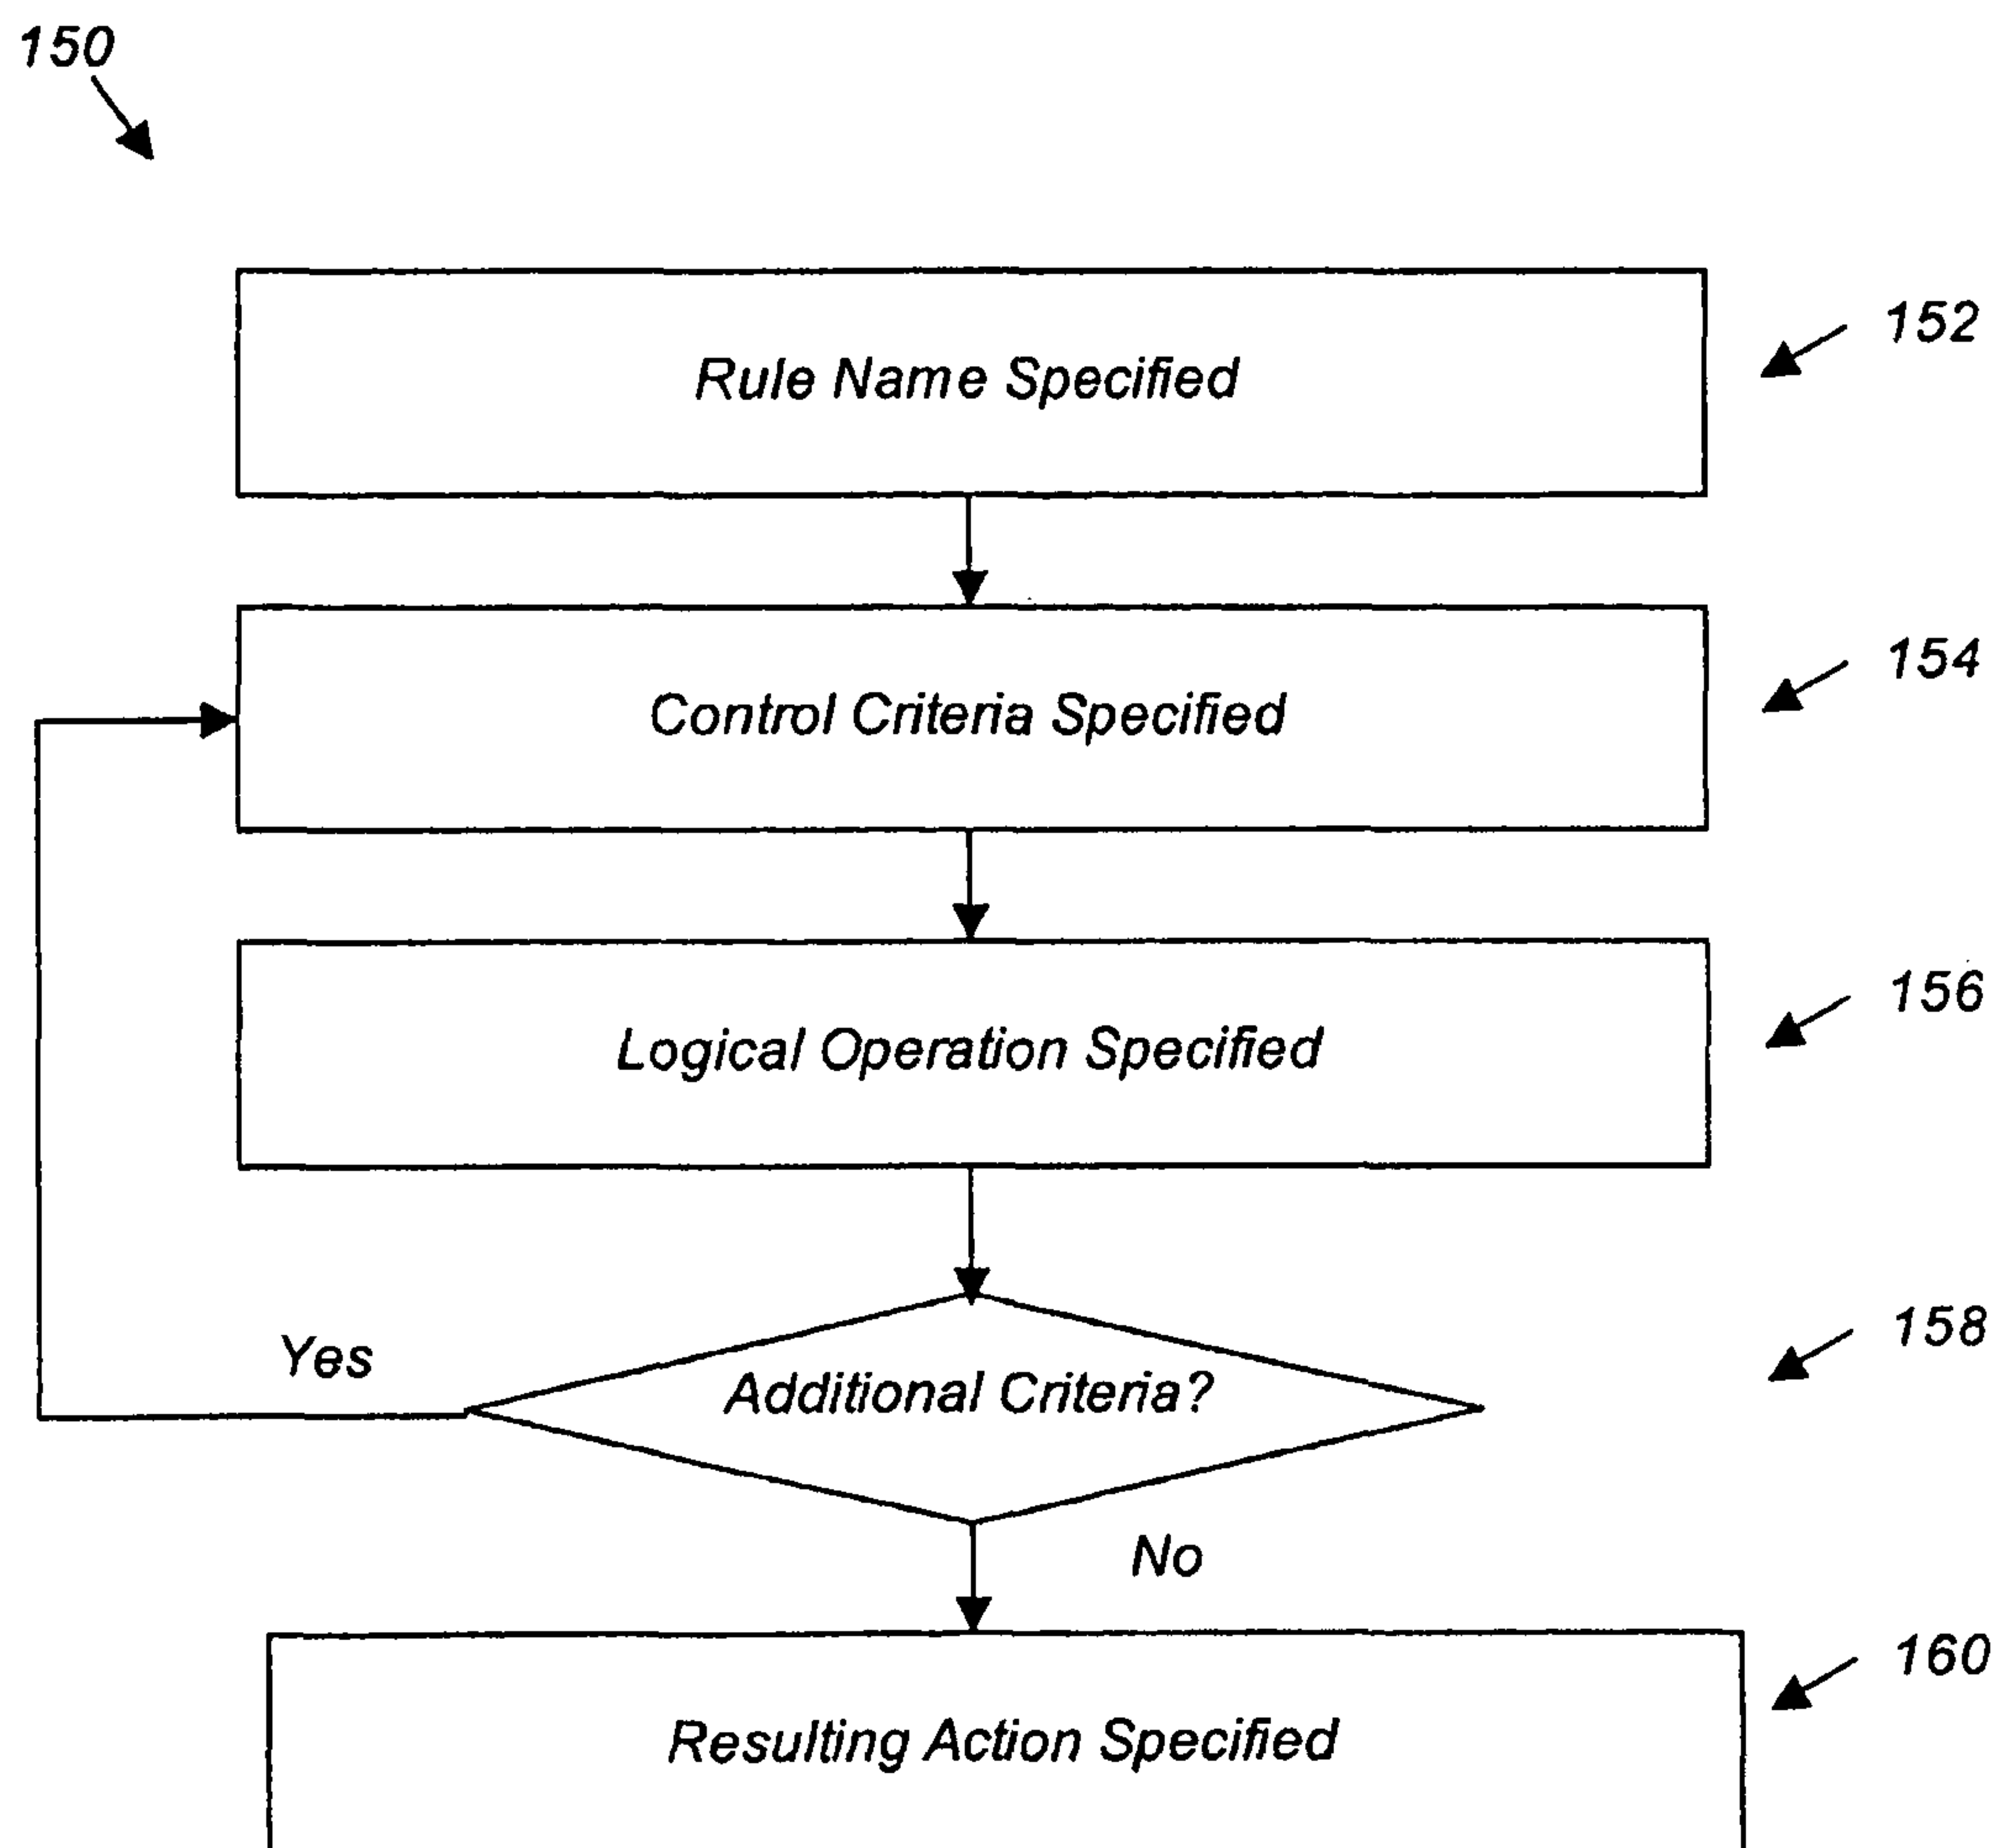 150
Rule Name Specified
152
Control Criteria Specified
154
Logical Operation Specified
156
Additional Criteria?
158
Yes
No
Resulting Action Specified
160